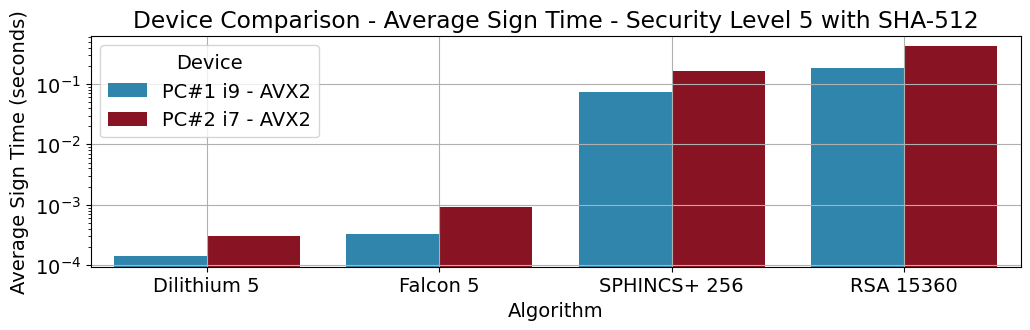 Device Comparison - Average Sign Time - Security Level 5 with SHA-512
Average Sign Time (seconds)
Device
PC#1 i9 - AVX2
PC#2 i7 - AVX2
10⁻¹
10⁻²
10⁻³
10⁻⁴
Dilithium 5
Falcon 5
SPHINCS+ 256
RSA 15360
Algorithm